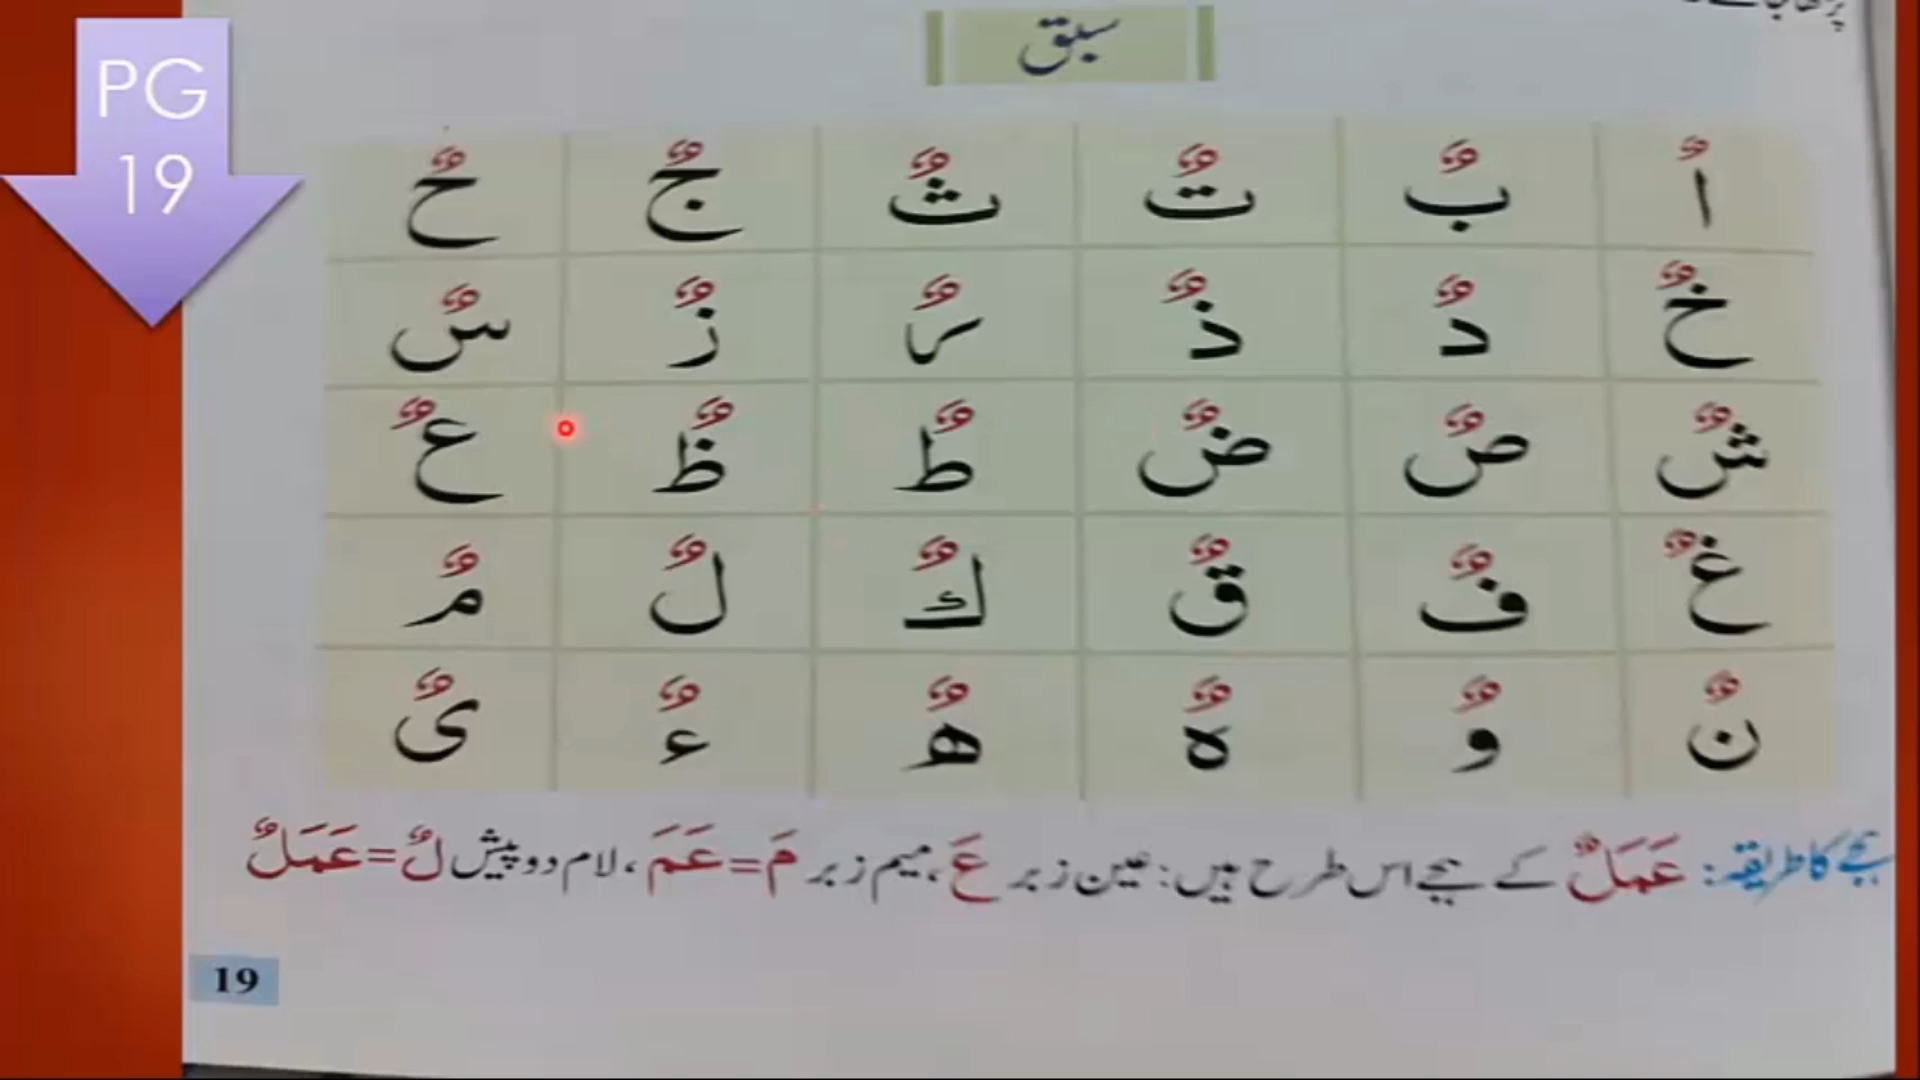 PG
19
سبق
اٌ بٌ تٌ ثٌ جٌ حٌ
خٌ دٌ ذٌ رٌ زٌ سٌ
شٌ صٌ ضٌ طٌ ظٌ عٌ
غٌ فٌ قٌ كٌ لٌ مٌ
نٌ وٌ ہٌ ھٌ ءٌ یٌ
ہجے کا طریقہ: عَمَلٌ کے ہجے اس طرح ہیں: عین زبر عَ، میم زبر مَ=عَمَ، لام دو پیش لٌ=عَمَلٌ
19